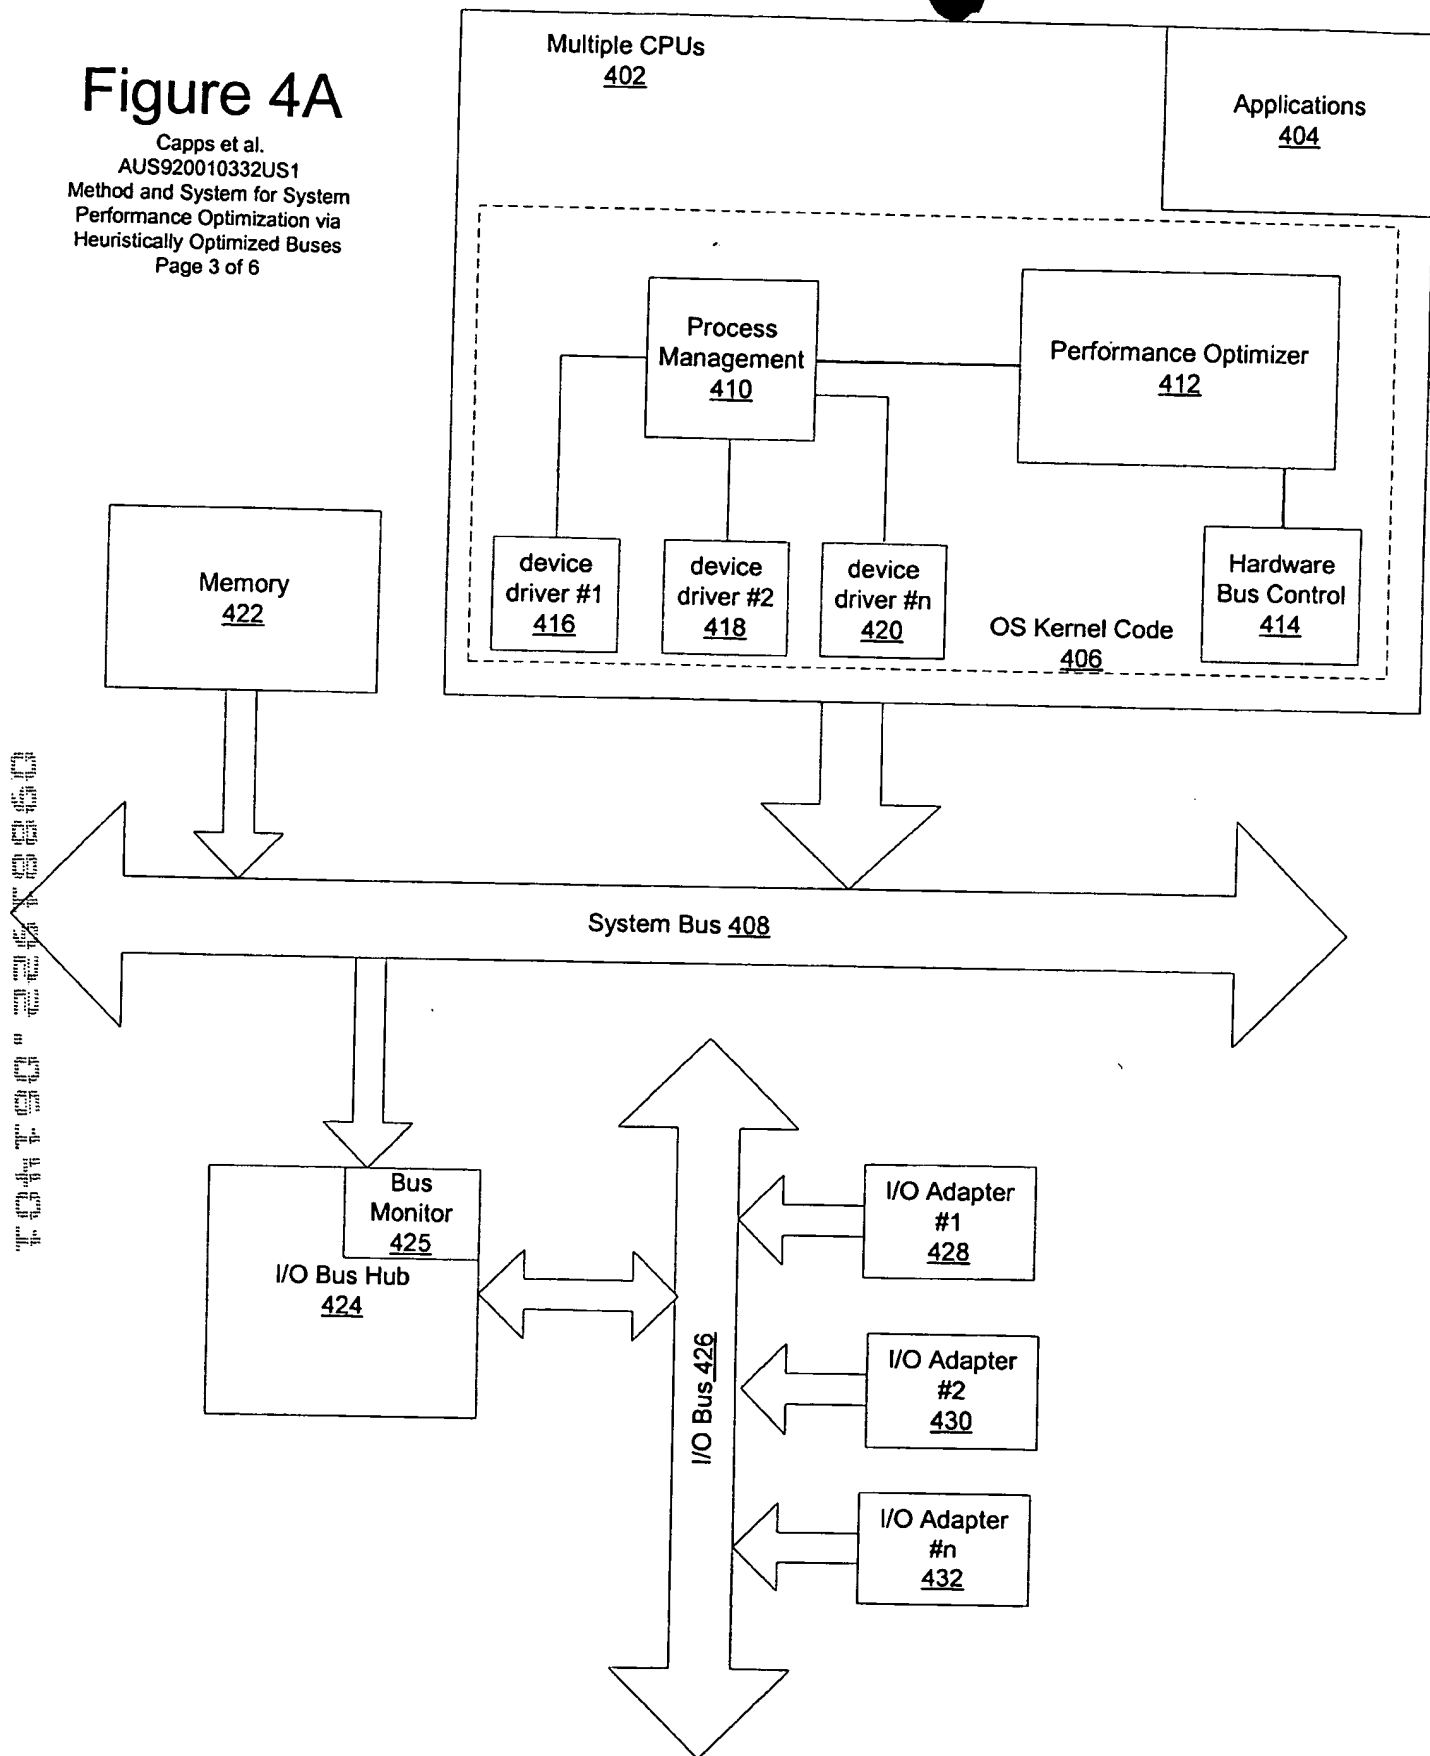 Figure 4A
Capps et al.
AUS920010332US1
Method and System for System
Performance Optimization via
Heuristically Optimized Buses
Page 3 of 6
Multiple CPUs
402
Applications
404
Process
Management
410
Performance Optimizer
412
device
driver #1
416
device
driver #2
418
device
driver #n
420
OS Kernel Code
406
Hardware
Bus Control
414
Memory
422
System Bus 408
Bus
Monitor
425
I/O Bus Hub
424
I/O Bus 426
I/O Adapter
#1
428
I/O Adapter
#2
430
I/O Adapter
#n
432